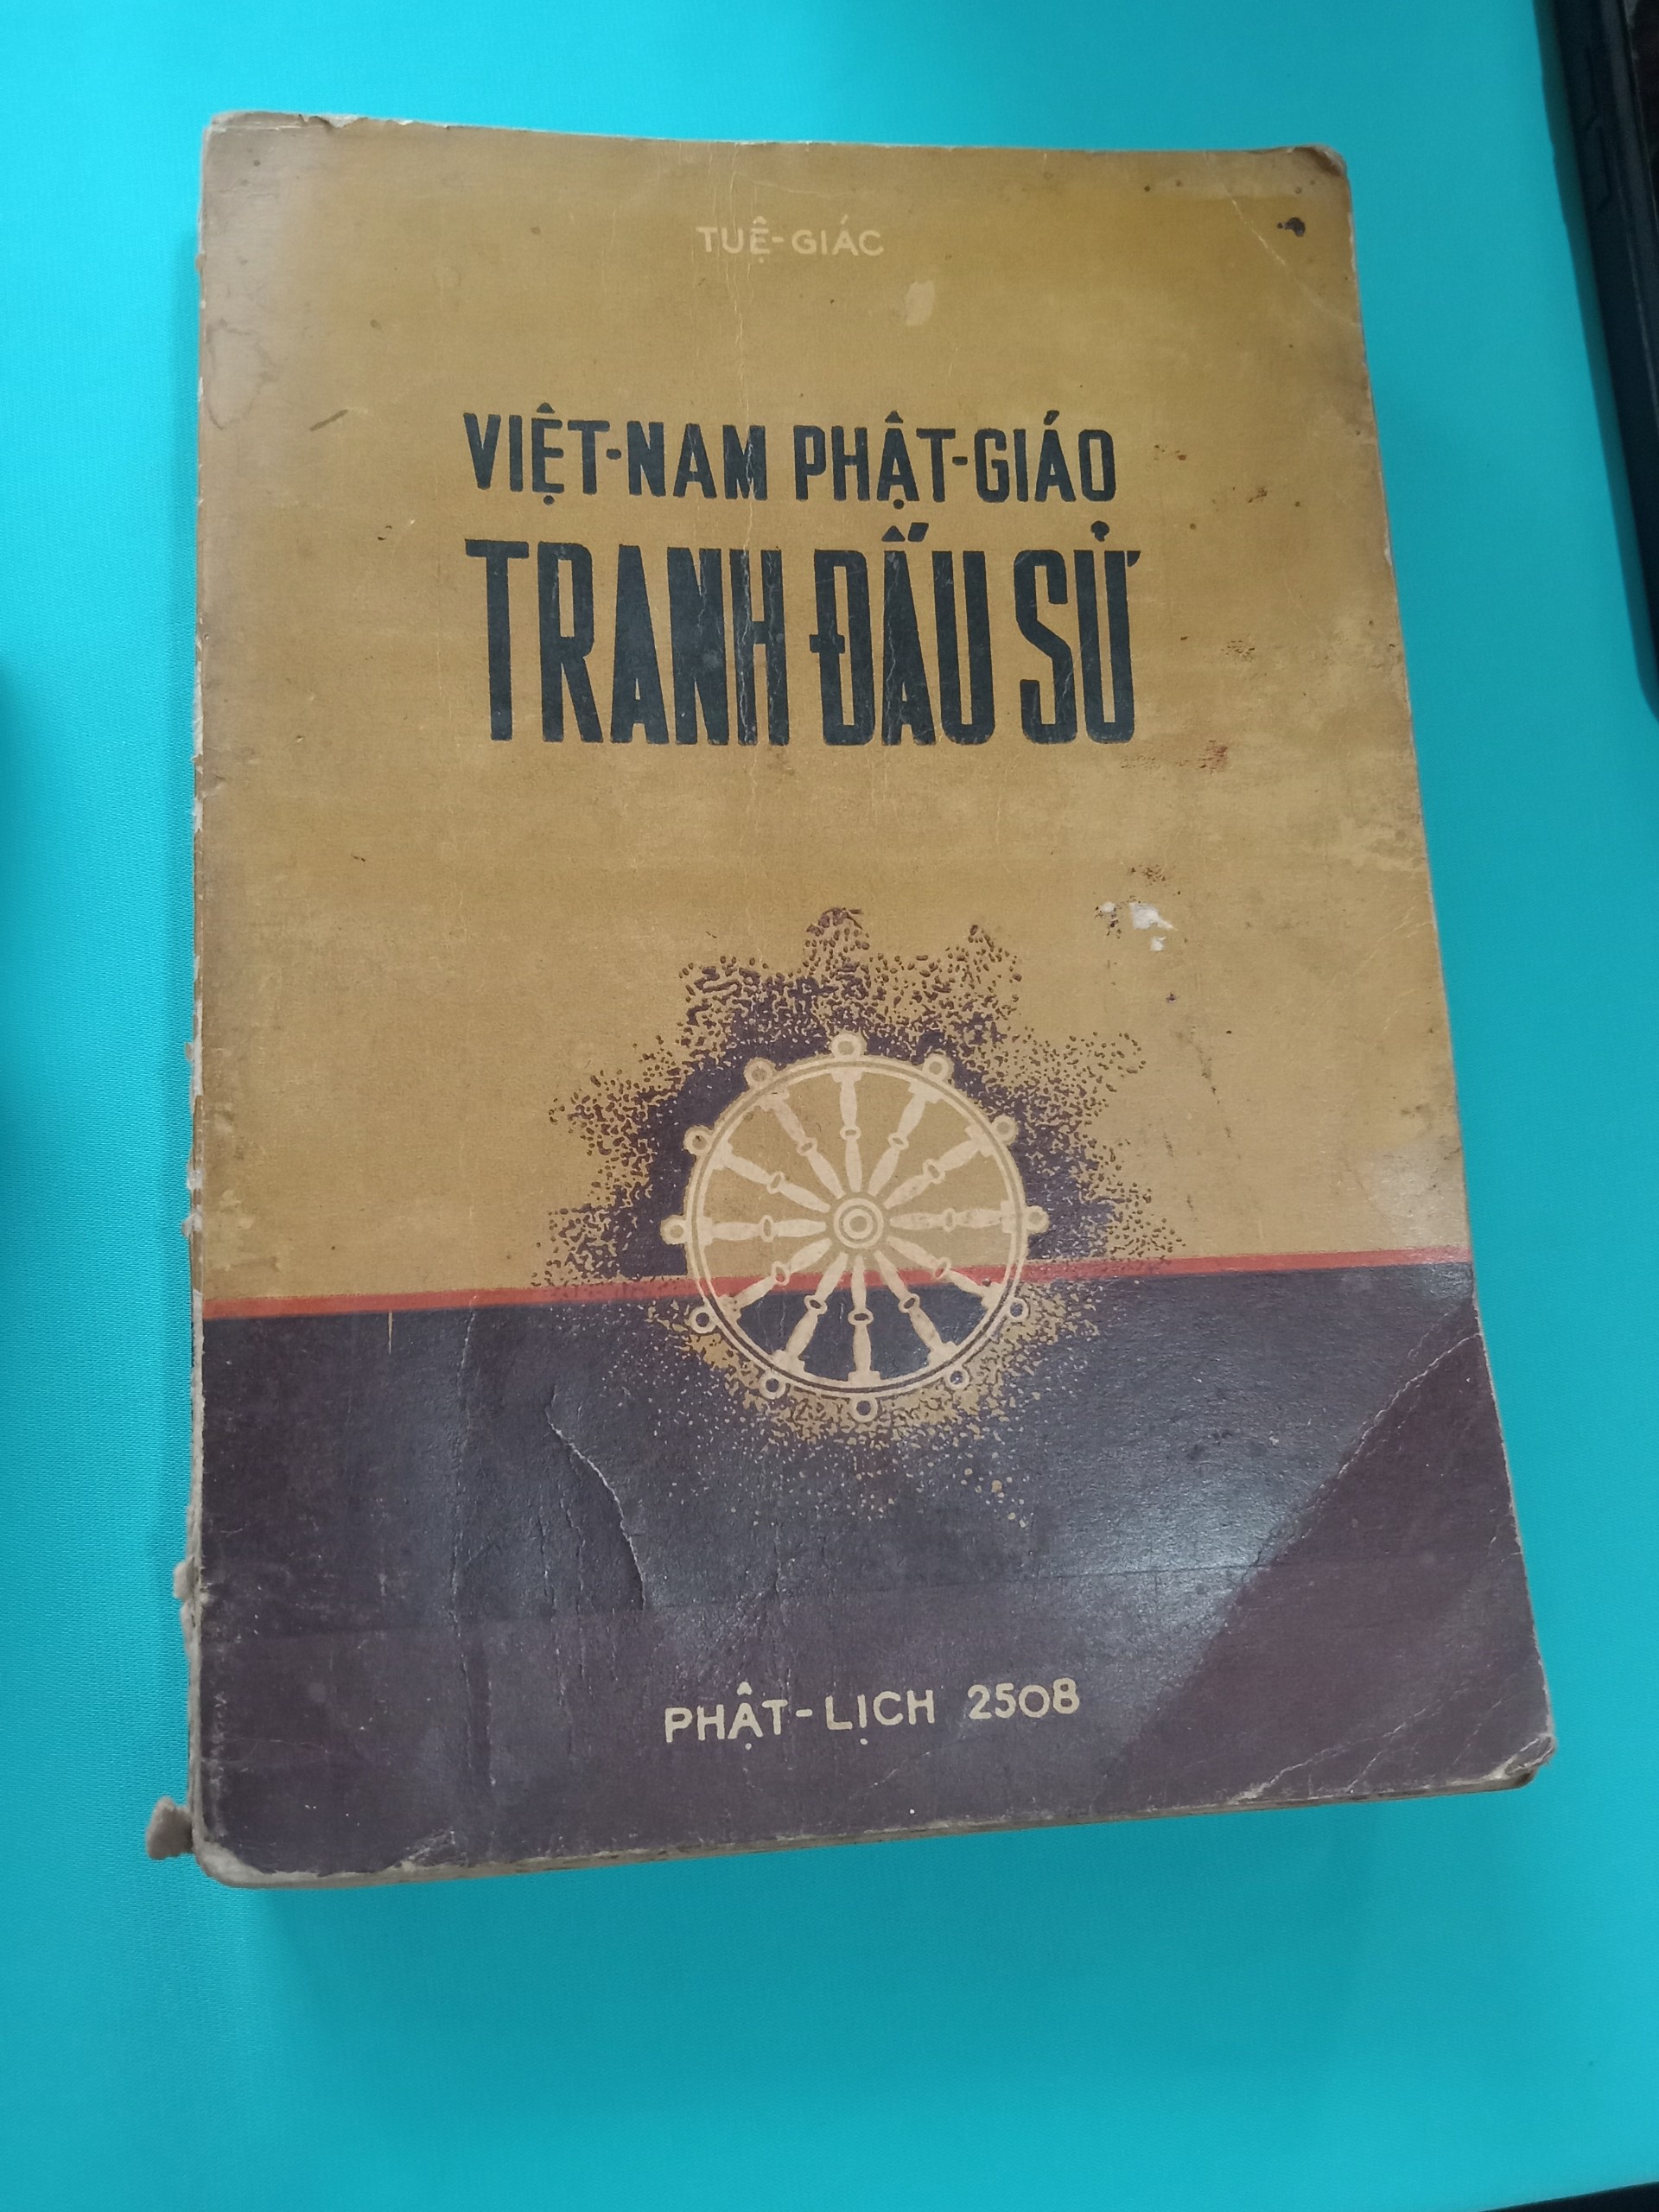 TUỆ-GIÁC
VIỆT-NAM PHẬT-GIÁO
TRANH ĐẤU SỬ
PHẬT-LỊCH 2508